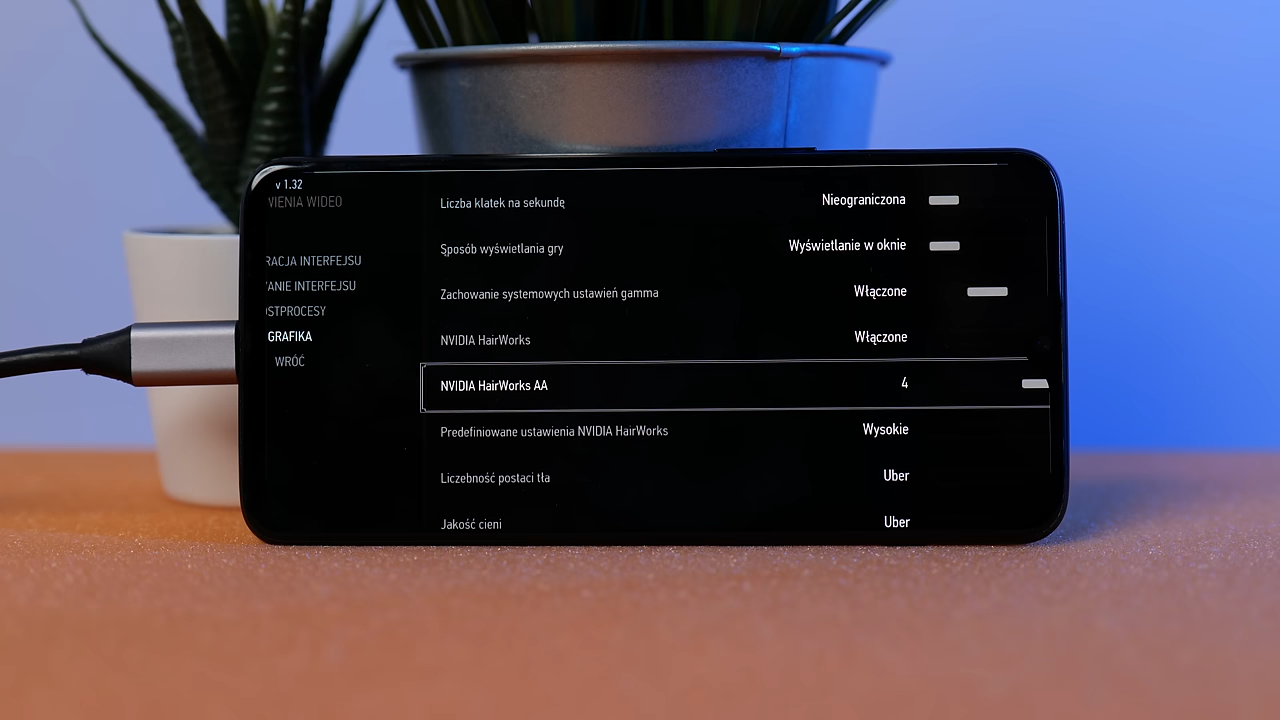 v 1.32
WIENIA WIDEO
RACJA INTERFEJSU
ANIE INTERFEJSU
OSTPROCESY
GRAFIKA
WRÓĆ
Liczba klatek na sekundę Nieograniczona
Sposób wyświetlania gry Wyświetlanie w oknie
Zachowanie systemowych ustawień gamma Włączone
NVIDIA HairWorks Włączone
NVIDIA HairWorks AA 4
Predefiniowane ustawienia NVIDIA HairWorks Wysokie
Liczebność postaci tła Uber
Jakość cieni Uber